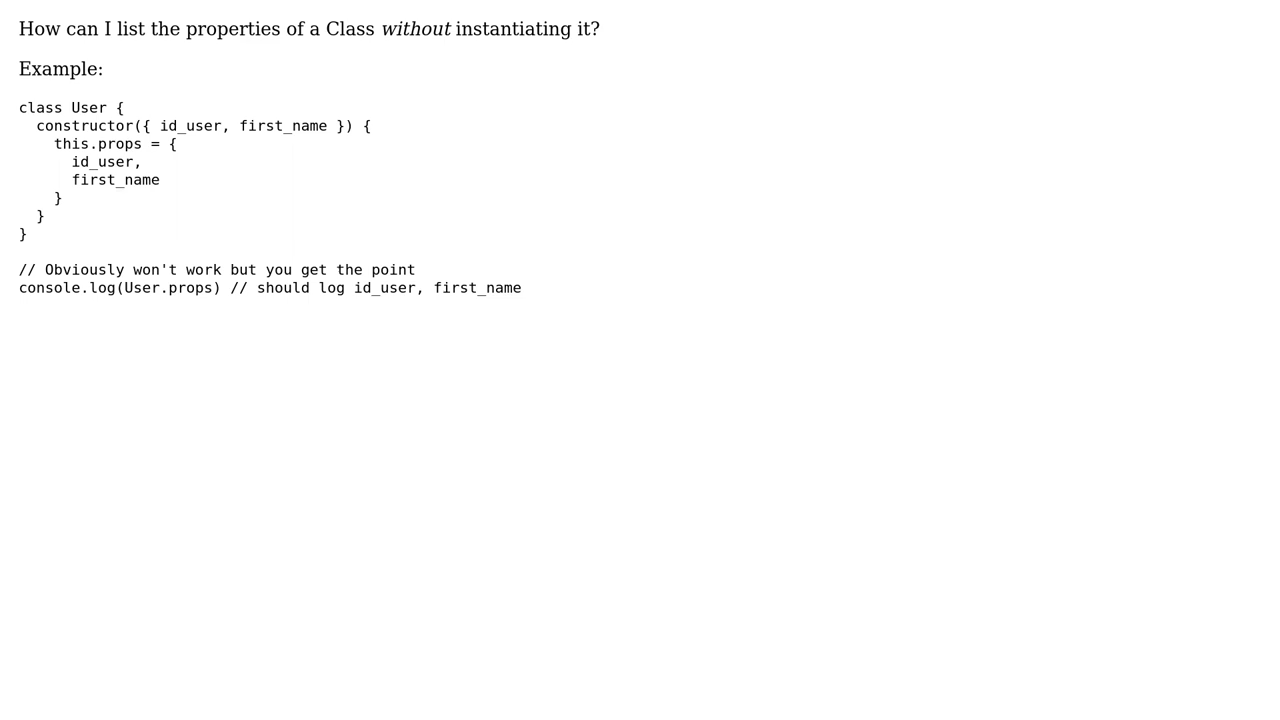 How can I list the properties of a Class without instantiating it?
Example:
class User {
  constructor({ id_user, first_name }) {
    this.props = {
      id_user,
      first_name
    }
  }
}
// Obviously won't work but you get the point
console.log(User.props) // should log id_user, first_name